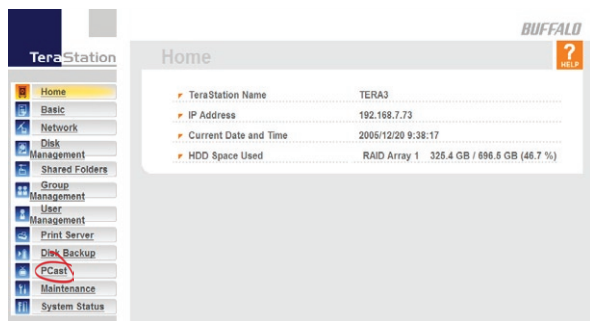 BUFFALO
TeraStation
Home
?
HELP
Home
Basic
Network
Disk
Management
Shared Folders
Group
Management
User
Management
Print Server
Disk Backup
PCast
Maintenance
System Status
TeraStation Name TERA3
IP Address 192.168.7.73
Current Date and Time 2005/12/20 9:38:17
HDD Space Used RAID Array 1 325.4 GB / 696.5 GB (46.7 %)